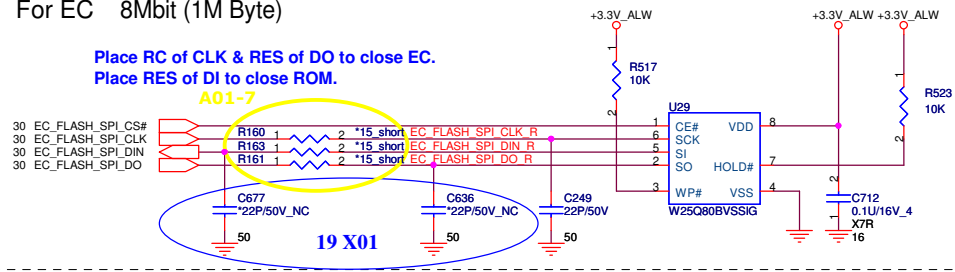 For EC 8Mbit (1M Byte)
+3.3V_ALW
+3.3V_ALW +3.3V_ALW
Place RC of CLK & RES of DO to close EC.
Place RES of DI to close ROM.
A01-7
1
R517
10K
2
1
R523
10K
2
30 EC_FLASH_SPI_CS#
30 EC_FLASH_SPI_CLK
30 EC_FLASH_SPI_DIN
30 EC_FLASH_SPI_DO
R160 1 2 *15_short EC_FLASH_SPI_CLK_R
R163 1 2 *15_short EC_FLASH_SPI_DIN_R
R161 1 2 *15_short EC_FLASH_SPI_DO_R
U29
1 CE# VDD 8
6 SCK
5 SI
2 SO HOLD# 7
3 WP# VSS 4
W25Q80BVSSIG
C677
*22P/50V_NC
50
C636
*22P/50V_NC
50
C249
22P/50V
50
19 X01
2
1
C712
0.1U/16V_4
X7R
16